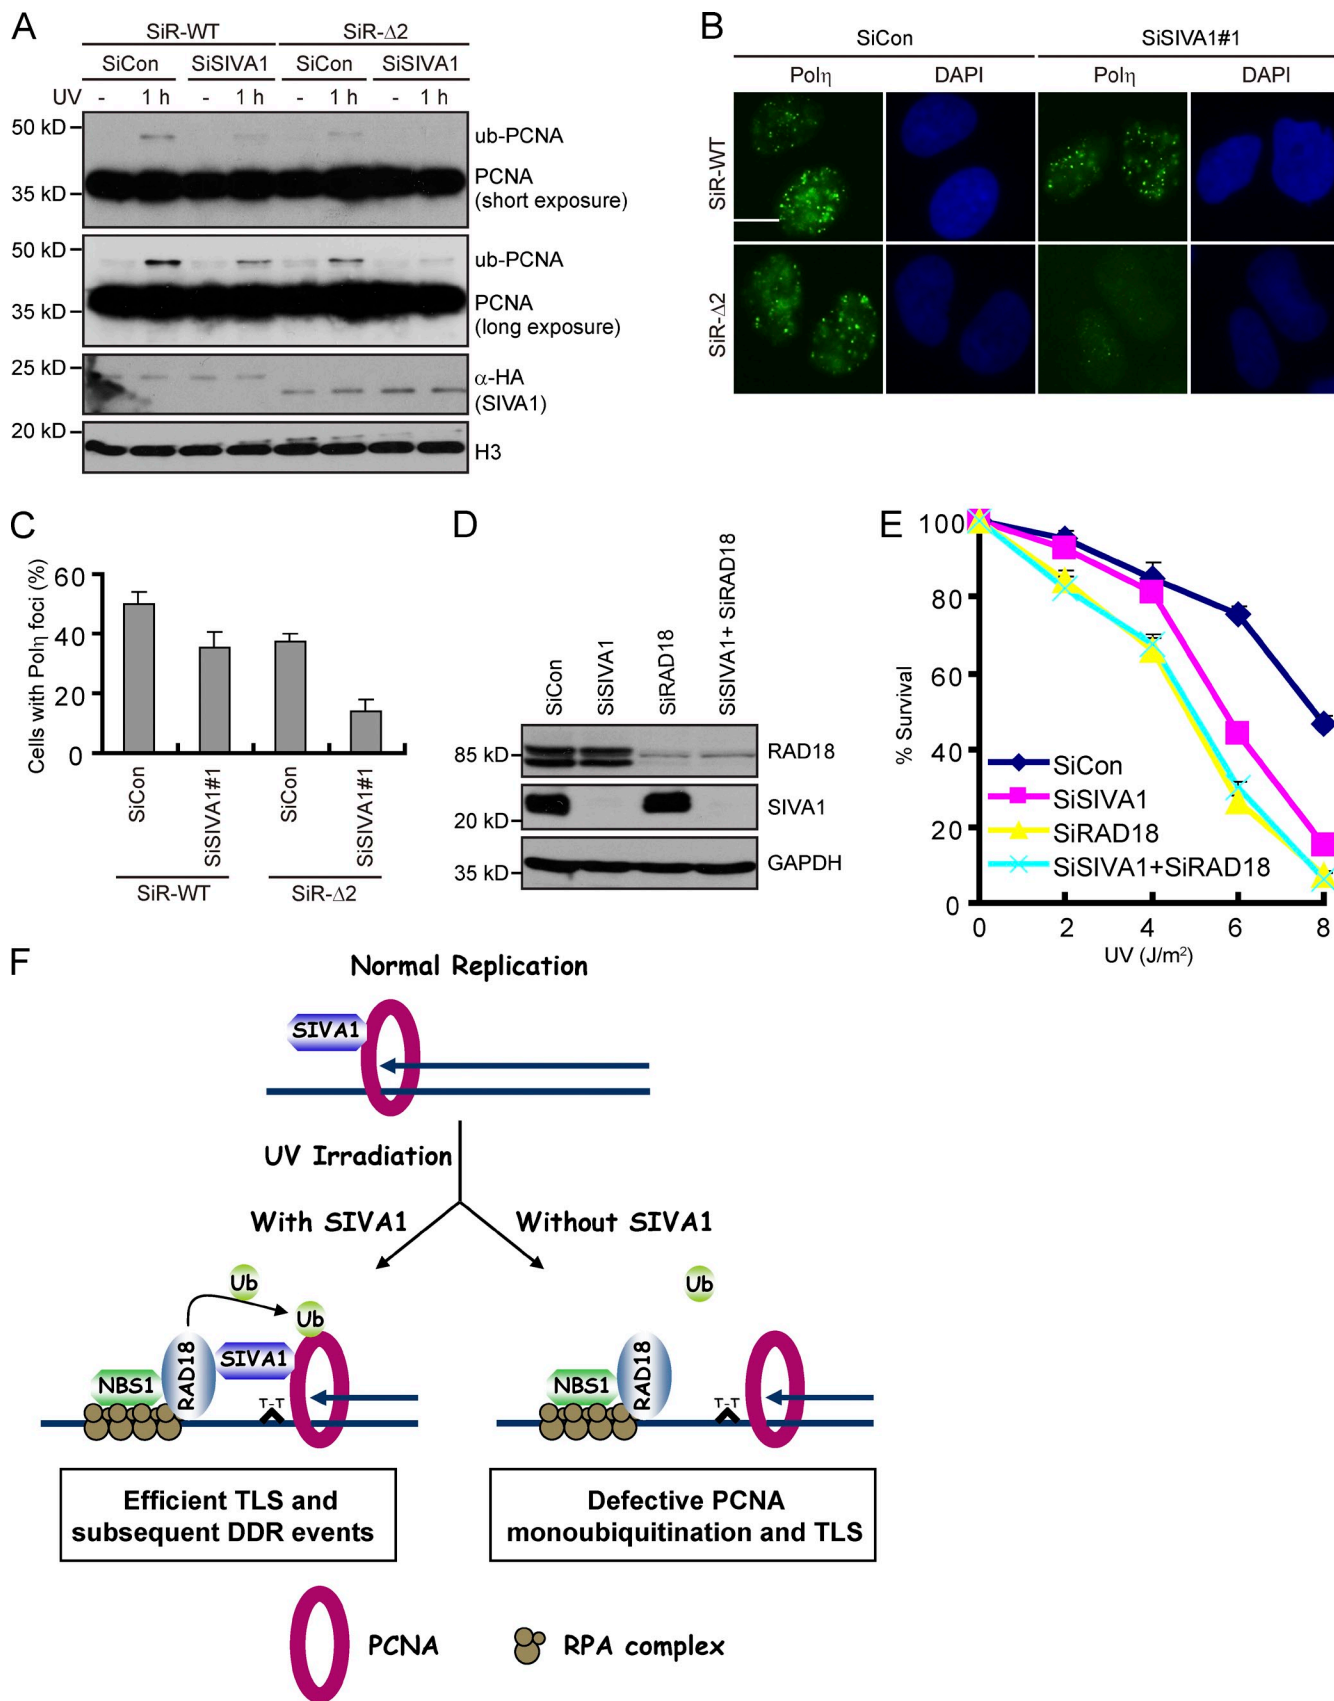 A
SiR-WT SiR-Δ2
SiCon SiSIVA1 SiCon SiSIVA1
UV - 1 h - 1 h - 1 h - 1 h
50 kD
ub-PCNA
35 kD
PCNA
(short exposure)
50 kD
ub-PCNA
35 kD
PCNA
(long exposure)
25 kD
α-HA
(SIVA1)
20 kD
H3
B
SiCon SiSIVA1#1
Polη DAPI Polη DAPI
SiR-WT
SiR-Δ2
C
Cells with Polη foci (%)
60
40
20
0
SiCon SiSIVA1#1 SiCon SiSIVA1#1
SiR-WT SiR-Δ2
D
SiCon SiSIVA1 SiRAD18 SiSIVA1+ SiRAD18
85 kD RAD18
20 kD SIVA1
35 kD GAPDH
E
% Survival
100
80
60
40
20
0
SiCon
SiSIVA1
SiRAD18
SiSIVA1+SiRAD18
0 2 4 6 8
UV (J/m²)
F
Normal Replication
SIVA1
UV Irradiation
With SIVA1 Without SIVA1
Ub Ub
Ub
NBS1 RAD18 SIVA1 T-T
NBS1 RAD18 T-T
Efficient TLS and
subsequent DDR events
Defective PCNA
monoubiquitination and TLS
PCNA RPA complex